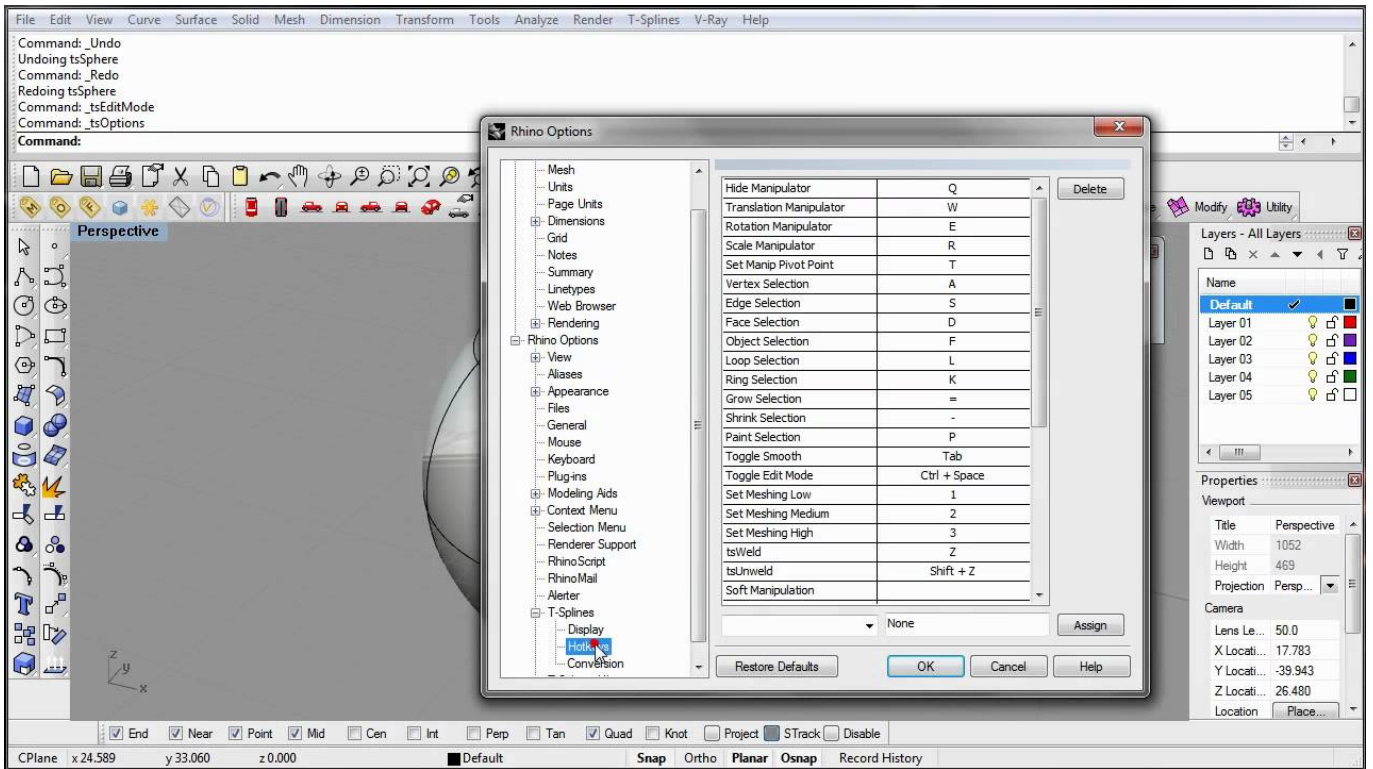 File Edit View Curve Surface Solid Mesh Dimension Transform Tools Analyze Render T-Splines V-Ray Help
Command: _Undo
Undoing tsSphere
Command: _Redo
Redoing tsSphere
Command: _tsEditMode
Command: _tsOptions
Command:
Perspective
Rhino Options
Mesh
Units
Page Units
Dimensions
Grid
Notes
Summary
Linetypes
Web Browser
Rendering
Rhino Options
View
Aliases
Appearance
Files
General
Mouse
Keyboard
Plug-ins
Modeling Aids
Context Menu
Selection Menu
Renderer Support
RhinoScript
RhinoMail
Alerter
T-Splines
Display
Conversion
Hide Manipulator Q
Translation Manipulator W
Rotation Manipulator E
Scale Manipulator R
Set Manip Pivot Point T
Vertex Selection A
Edge Selection S
Face Selection D
Object Selection F
Loop Selection L
Ring Selection K
Grow Selection =
Shrink Selection -
Paint Selection P
Toggle Smooth Tab
Toggle Edit Mode Ctrl + Space
Set Meshing Low 1
Set Meshing Medium 2
Set Meshing High 3
tsWeld Z
tsUnweld Shift + Z
Soft Manipulation
None
Delete
Assign
Restore Defaults OK Cancel Help
Modify Utility
Layers - All Layers
Name
Default
Layer 01
Layer 02
Layer 03
Layer 04
Layer 05
Properties
Viewport
Title Perspective
Width 1052
Height 469
Projection Persp...
Camera
Lens Le... 50.0
X Locati... 17.783
Y Locati... -39.943
Z Locati... 26.480
Location Place...
z
y
x
End Near Point Mid Cen Int Perp Tan Quad Knot Project STrack Disable
CPlane x 24.589 y 33.060 z 0.000 Default Snap Ortho Planar Osnap Record History